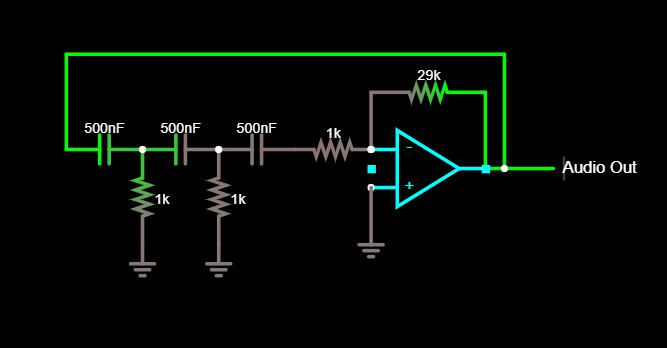 29k
500nF 500nF 500nF 1k
-
Audio Out
1k 1k +